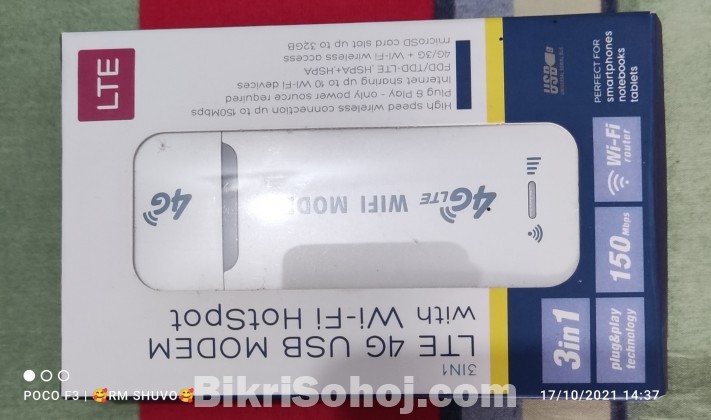 LTE
High speed wireless connection up to 150Mbps
Plug & Play - only power source required
internet sharing up to 10 Wi-Fi devices
FDD/TDD-LTE, HSPA+HSPA
4G/3G + Wi-Fi wireless access
microSD card slot up to 32GB
USB
PERFECT FOR
smartphones
notebooks
tablets
4G
4G LTE WIFI MOD
Wi-Fi
router
150 Mbps
3in1
plug&play
technology
3IN1
LTE 4G USB MODEM
with Wi-Fi HotSpot
POCO F3 | 🥰RM SHUVO🥰
BikriSohoj.com
17/10/2021 14:37